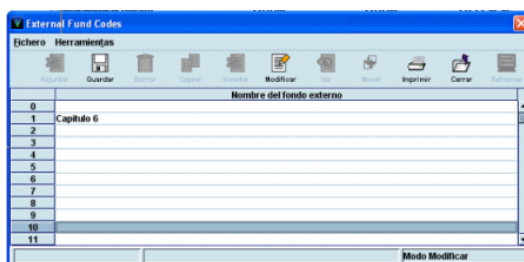 External Fund Codes
Fichero Herramientas
Adjuntar Guardar Borrar Copiar Insertar Modificar Ver Mover Imprimir Cerrar Refrescar
Nombre del fondo externo
0
1 Capitulo 6
2
3
4
5
6
7
8
9
10
11
Modo Modificar